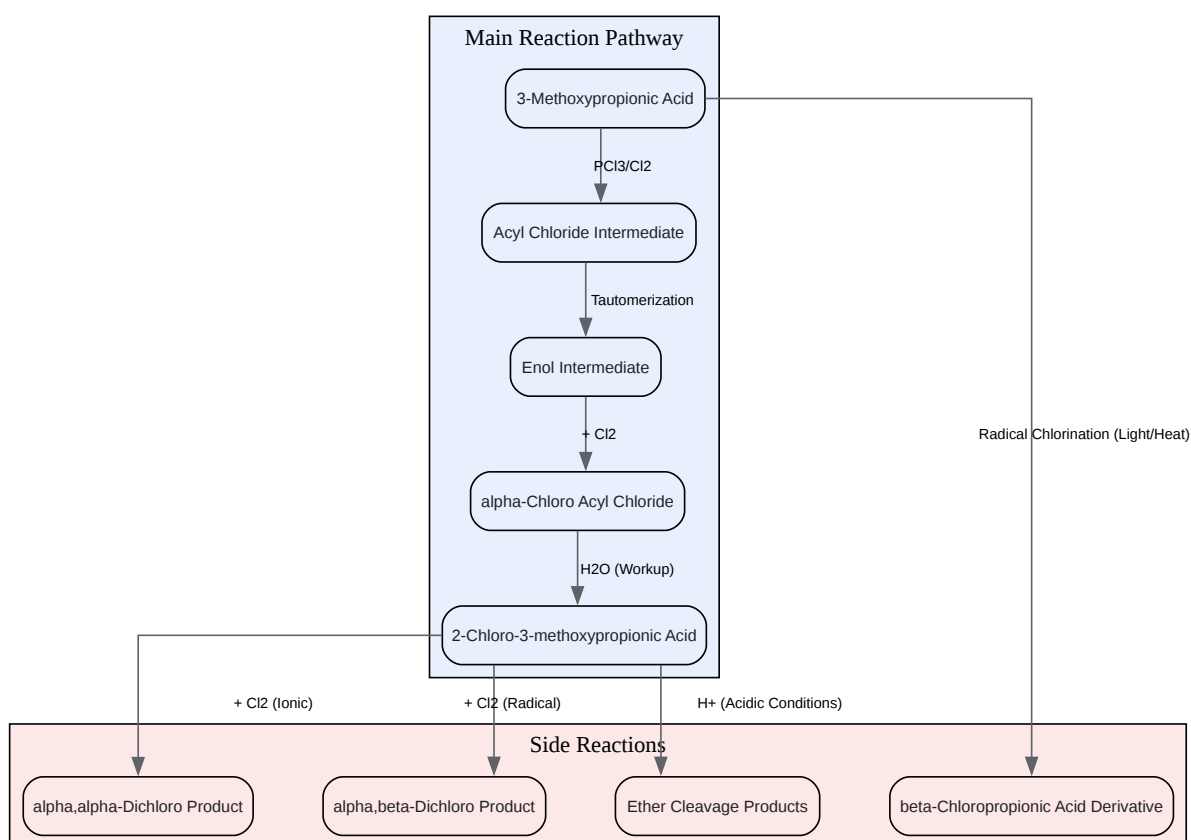 Main Reaction Pathway
3-Methoxypropionic Acid
PCl3/Cl2
Acyl Chloride Intermediate
Tautomerization
Enol Intermediate
+ Cl2
Radical Chlorination (Light/Heat)
alpha-Chloro Acyl Chloride
H2O (Workup)
2-Chloro-3-methoxypropionic Acid
+ Cl2 (Ionic)
+ Cl2 (Radical)
H+ (Acidic Conditions)
Side Reactions
alpha,alpha-Dichloro Product
alpha,beta-Dichloro Product
Ether Cleavage Products
beta-Chloropropionic Acid Derivative